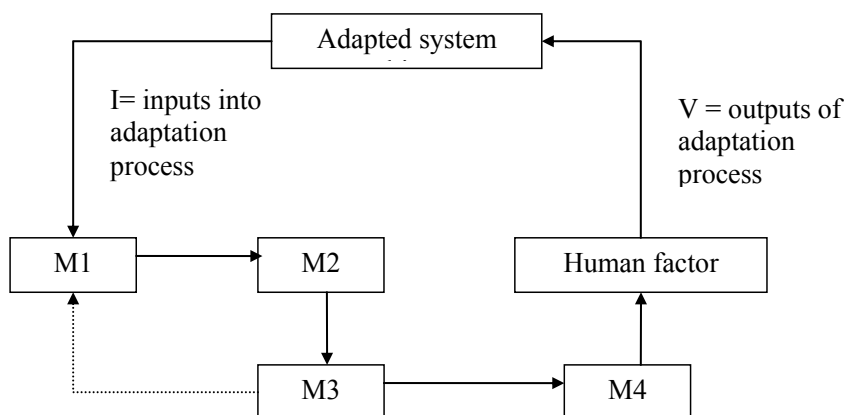 Adapted system
I= inputs into
adaptation
process
V = outputs of
adaptation
process
M1
M2
Human factor
M3
M4